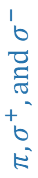 π, σ⁺, and σ⁻